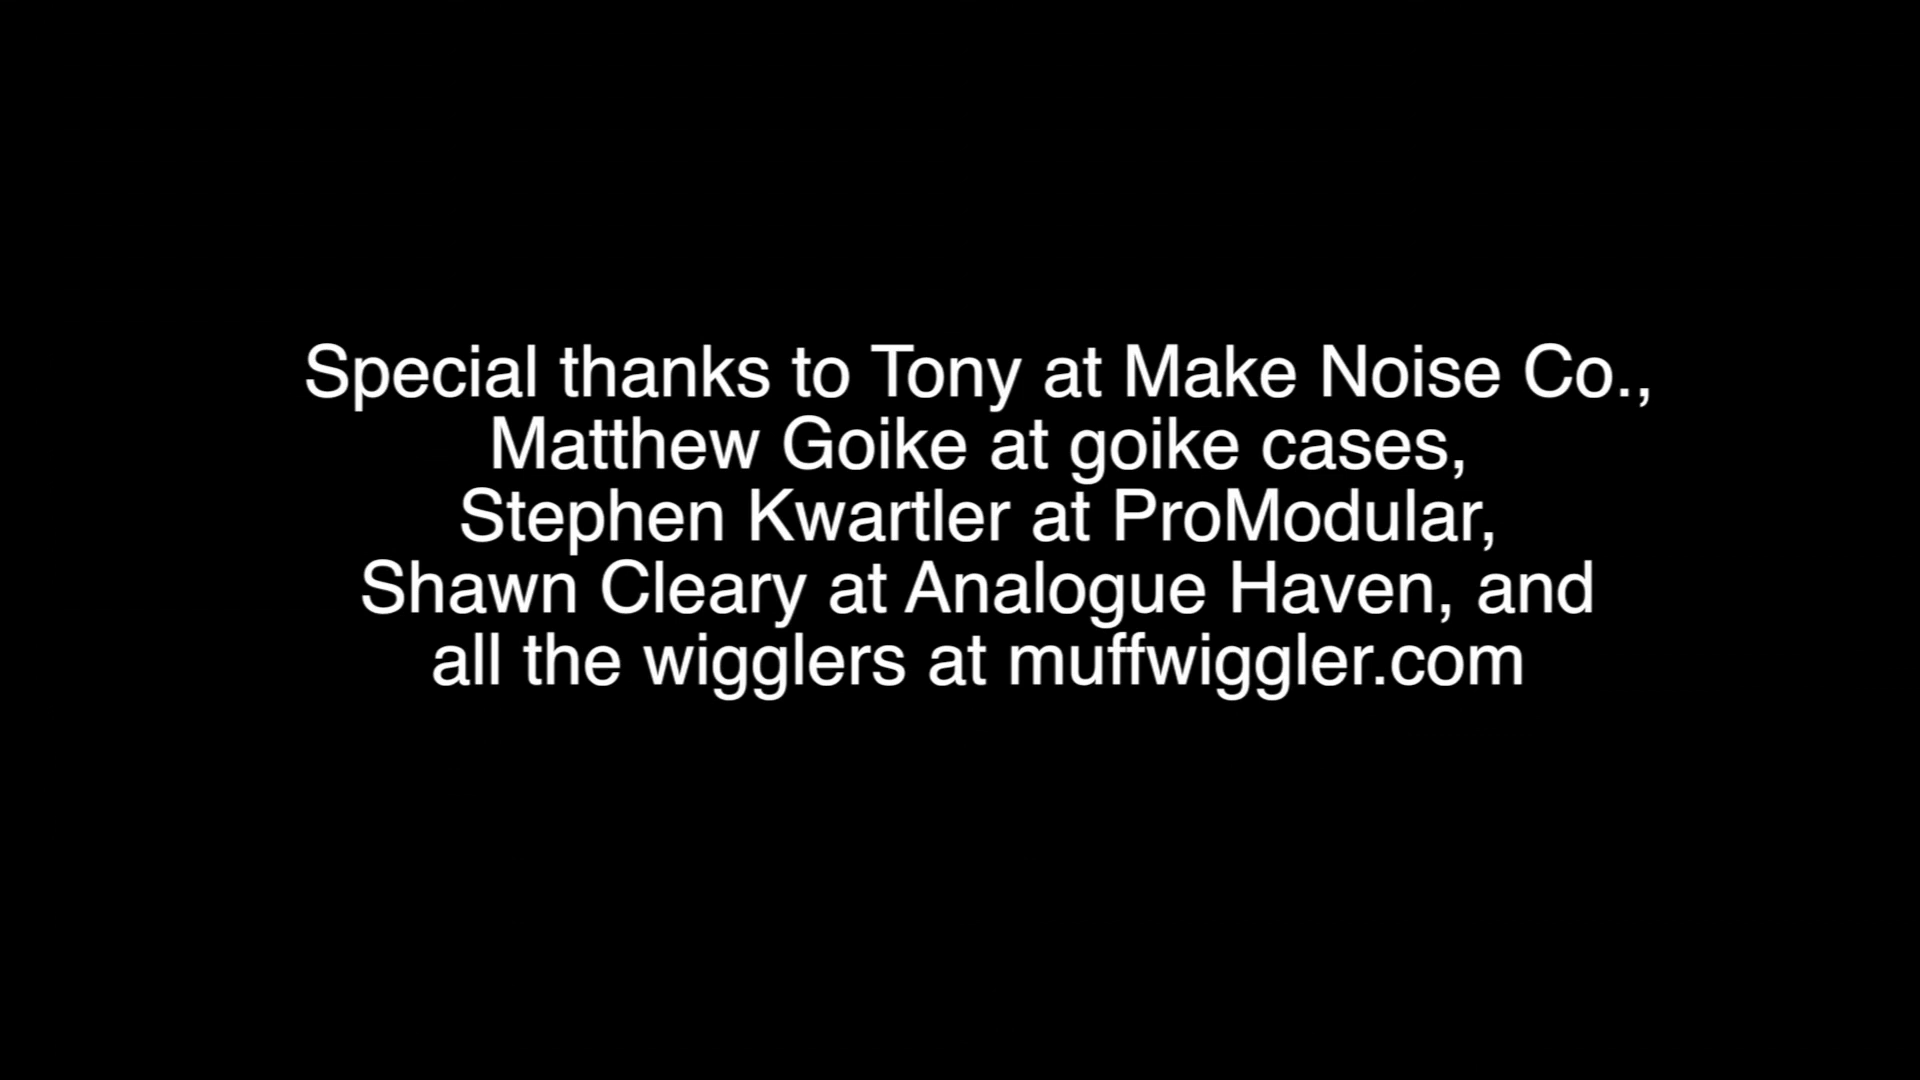 Special thanks to Tony at Make Noise Co.,
Matthew Goike at goike cases,
Stephen Kwartler at ProModular,
Shawn Cleary at Analogue Haven, and
all the wigglers at muffwiggler.com